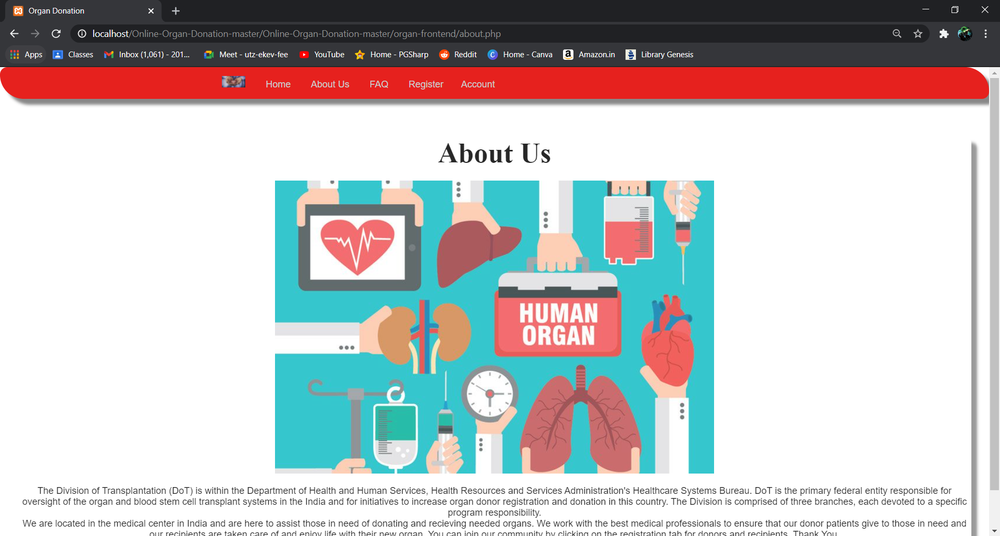 Organ Donation
localhost/Online-Organ-Donation-master/Online-Organ-Donation-master/organ-frontend/about.php
Apps Classes Inbox (1,061) - 201... Meet - utz-ekev-fee YouTube Home - PGSharp Reddit Home - Canva Amazon.in Library Genesis
Home About Us FAQ Register Account
About Us
HUMAN
ORGAN
The Division of Transplantation (DoT) is within the Department of Health and Human Services, Health Resources and Services Administration's Healthcare Systems Bureau. DoT is the primary federal entity responsible for
oversight of the organ and blood stem cell transplant systems in the India and for initiatives to increase organ donor registration and donation in this country. The Division is comprised of three branches, each devoted to a specific
program responsibility.
We are located in the medical center in India and are here to assist those in need of donating and recieving needed organs. We work with the best medical professionals to ensure that our donor patients give to those in need and
our recipients are taken care of and enjoy life with their new organ. You can join our community by clicking on the registration tab for donors and recipients. Thank You